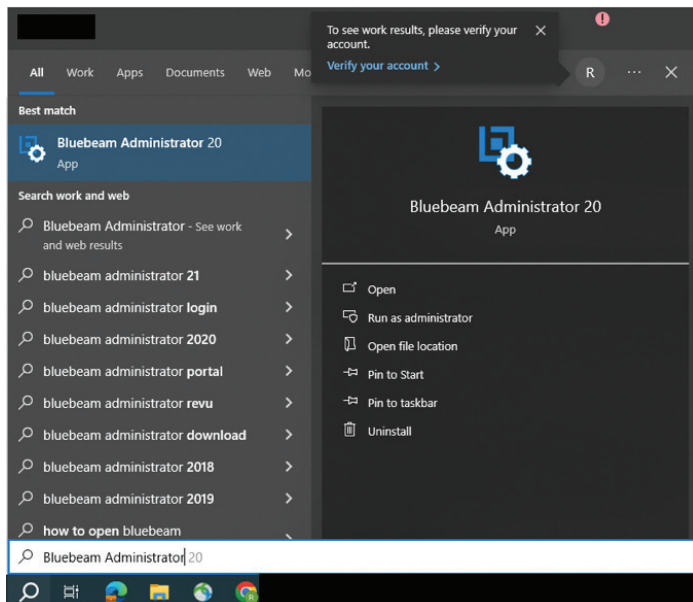 To see work results, please verify your
account.
Verify your account >
All Work Apps Documents Web Mo
R
Best match
Bluebeam Administrator 20
App
Search work and web
Bluebeam Administrator - See work
and web results
bluebeam administrator 21
bluebeam administrator login
bluebeam administrator 2020
bluebeam administrator portal
bluebeam administrator revu
bluebeam administrator download
bluebeam administrator 2018
bluebeam administrator 2019
how to open bluebeam
Bluebeam Administrator 20
App
Open
Run as administrator
Open file location
Pin to Start
Pin to taskbar
Uninstall
Bluebeam Administrator 20